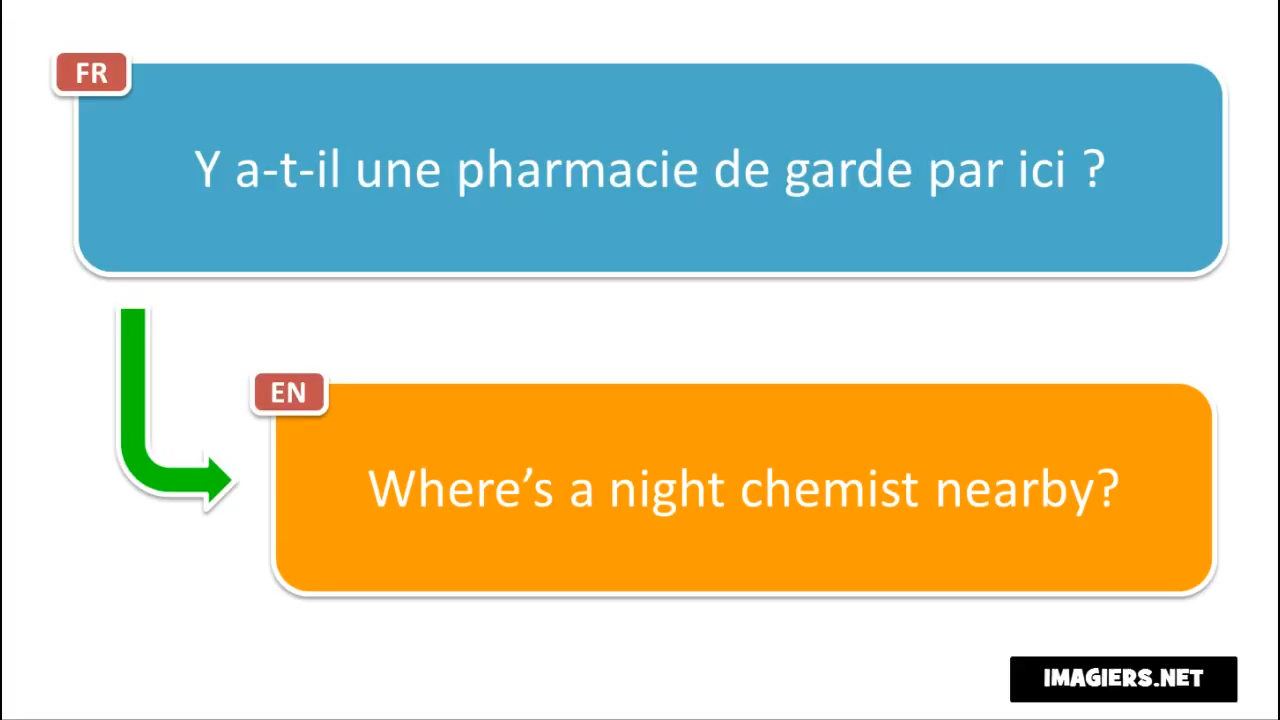 FR
Y a-t-il une pharmacie de garde par ici ?
EN
Where’s a night chemist nearby?
IMAGIERS.NET